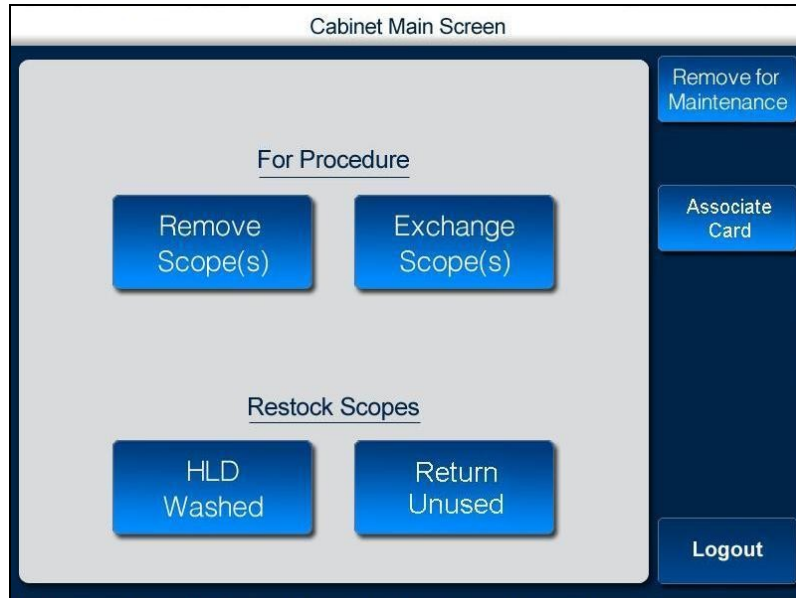 Cabinet Main Screen
For Procedure
Remove
Scope(s)
Exchange
Scope(s)
Restock Scopes
HLD
Washed
Return
Unused
Remove for
Maintenance
Associate
Card
Logout